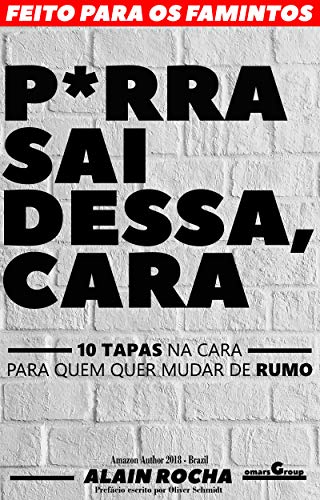 FEITO PARA OS FAMINTOS
P*RRA
SAI
DESSA,
CARA
10 TAPAS NA CARA
PARA QUEM QUER MUDAR DE RUMO
Amazon Author 2018 - Brazil
ALAIN ROCHA
Prefácio escrito por Oliver Schmidt
omarsGroup